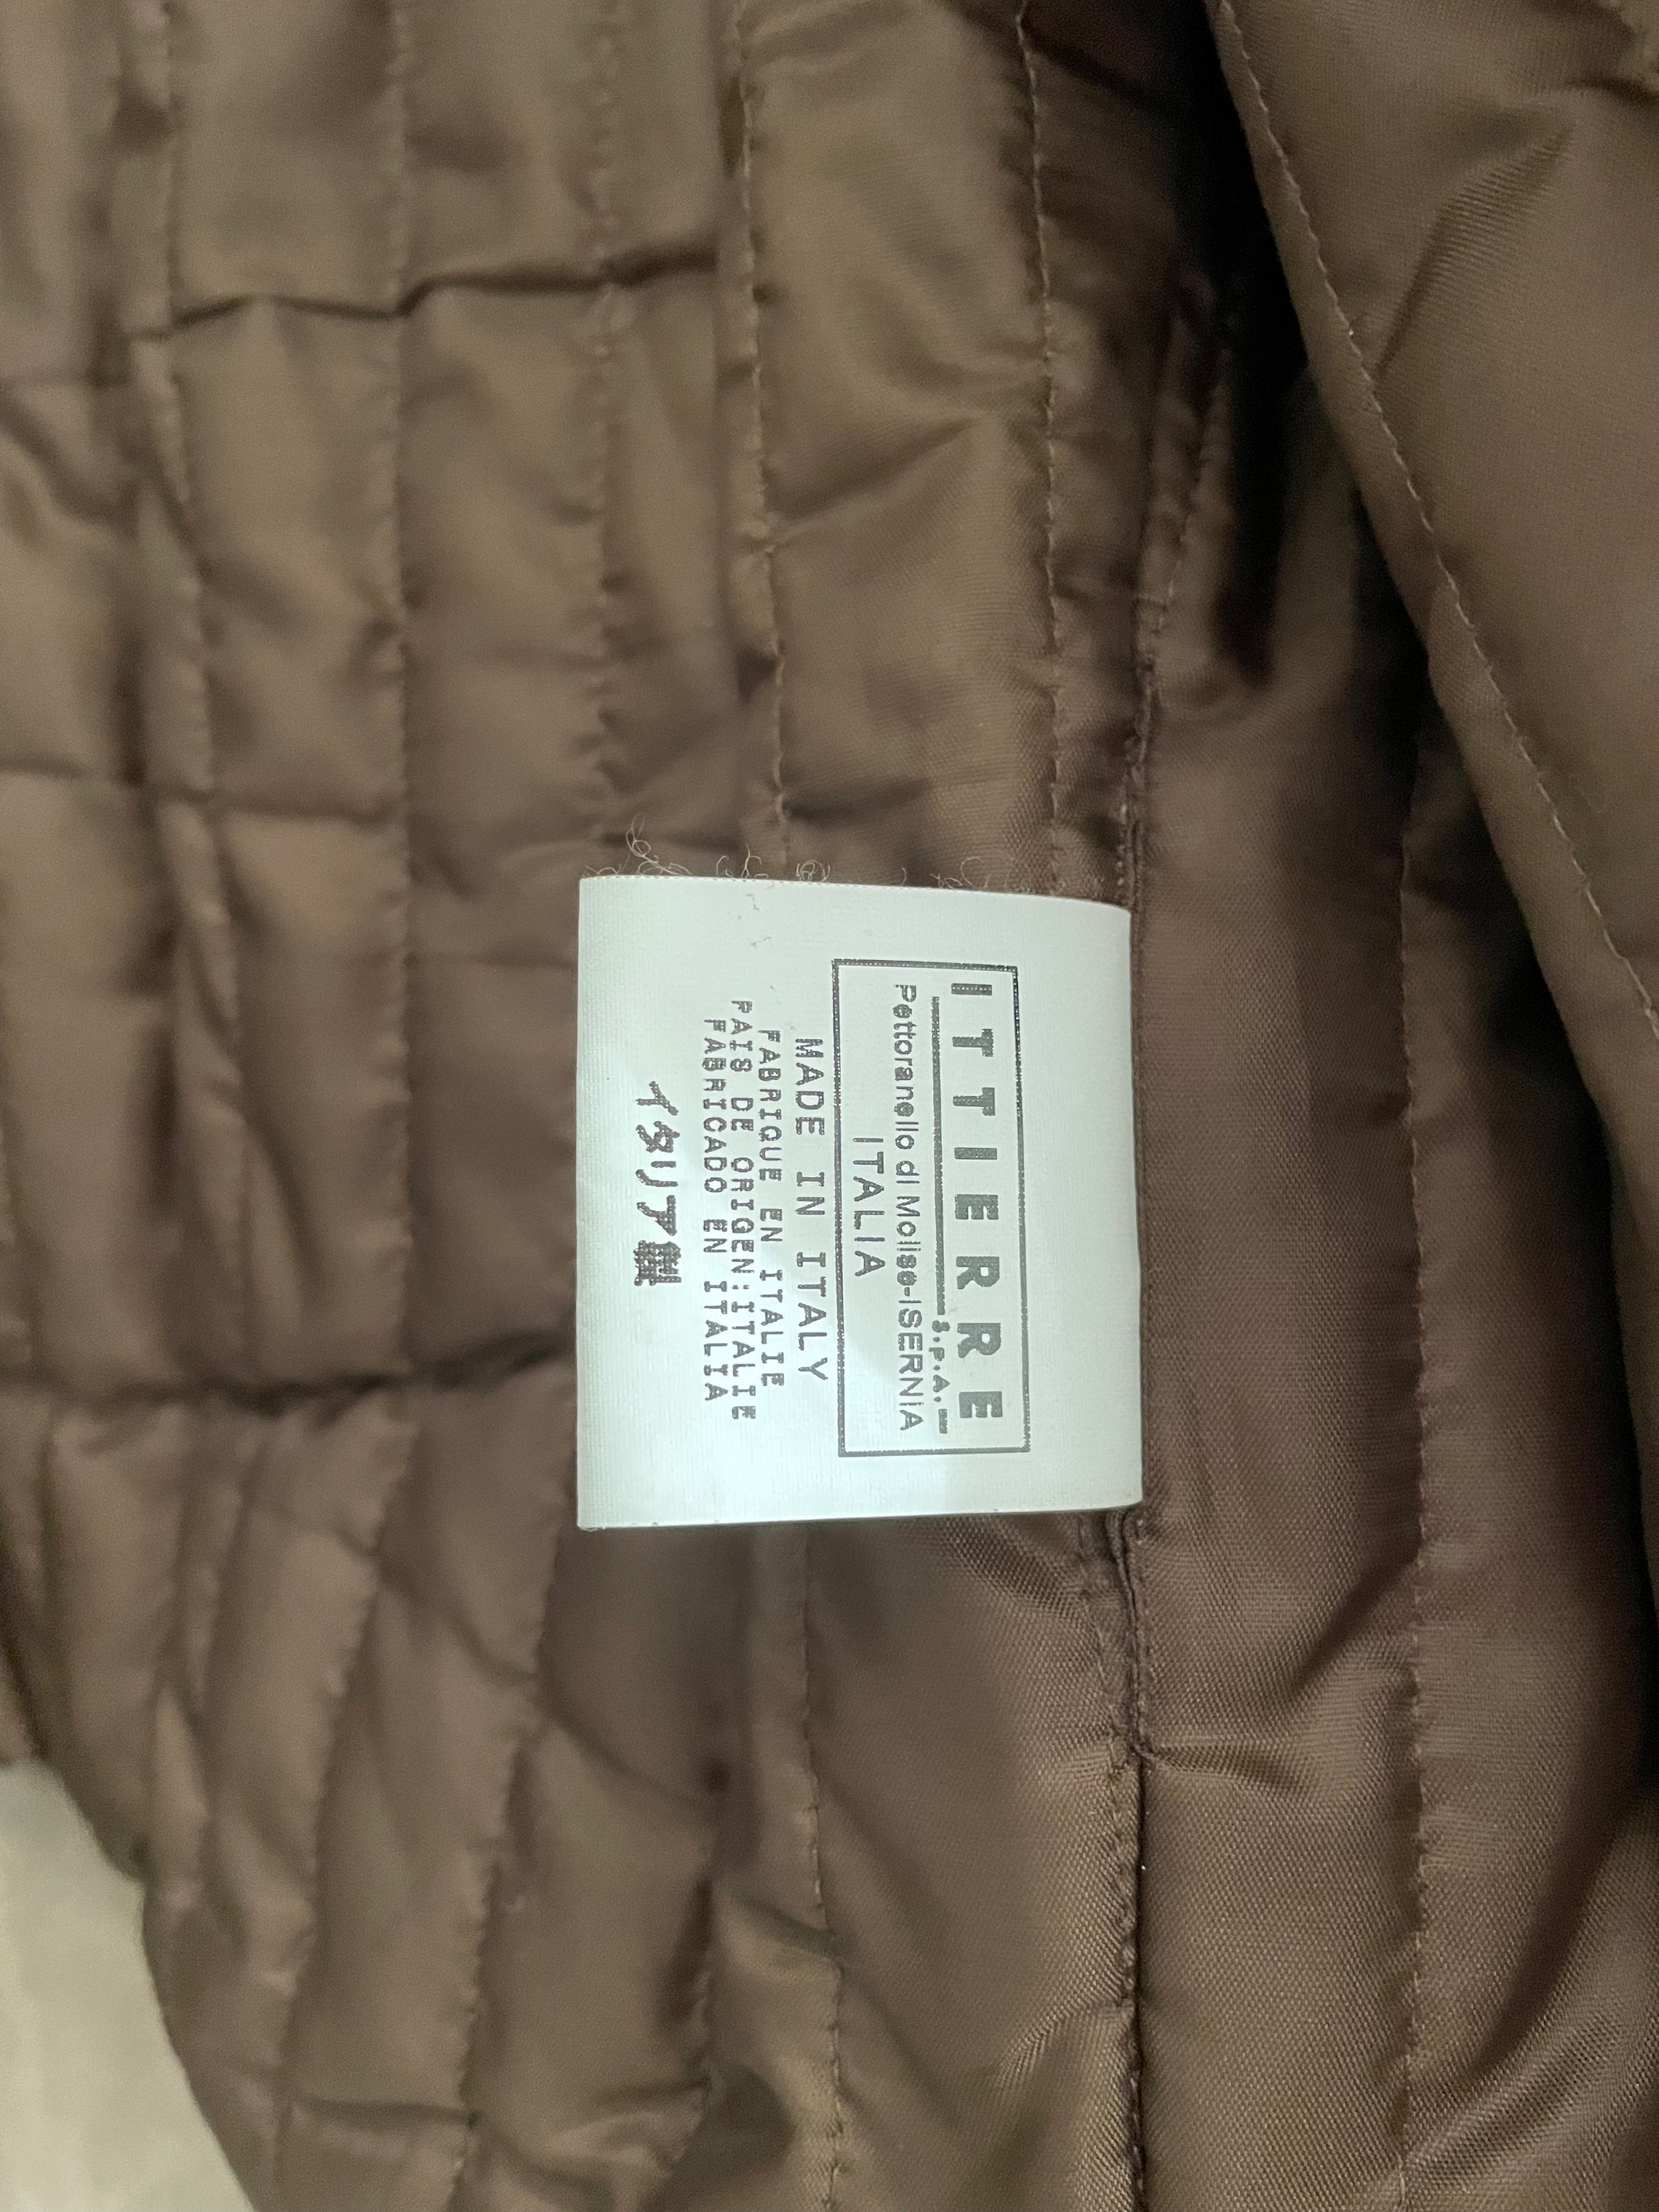 ITTIERRE
S.p.A.
Pettoranello di Molise-ISERNIA
ITALIA
MADE IN ITALY
FABRIQUE EN ITALIE
PAIS DE ORIGEN:ITALIE
FABRICADO EN ITALIA
イタリア製